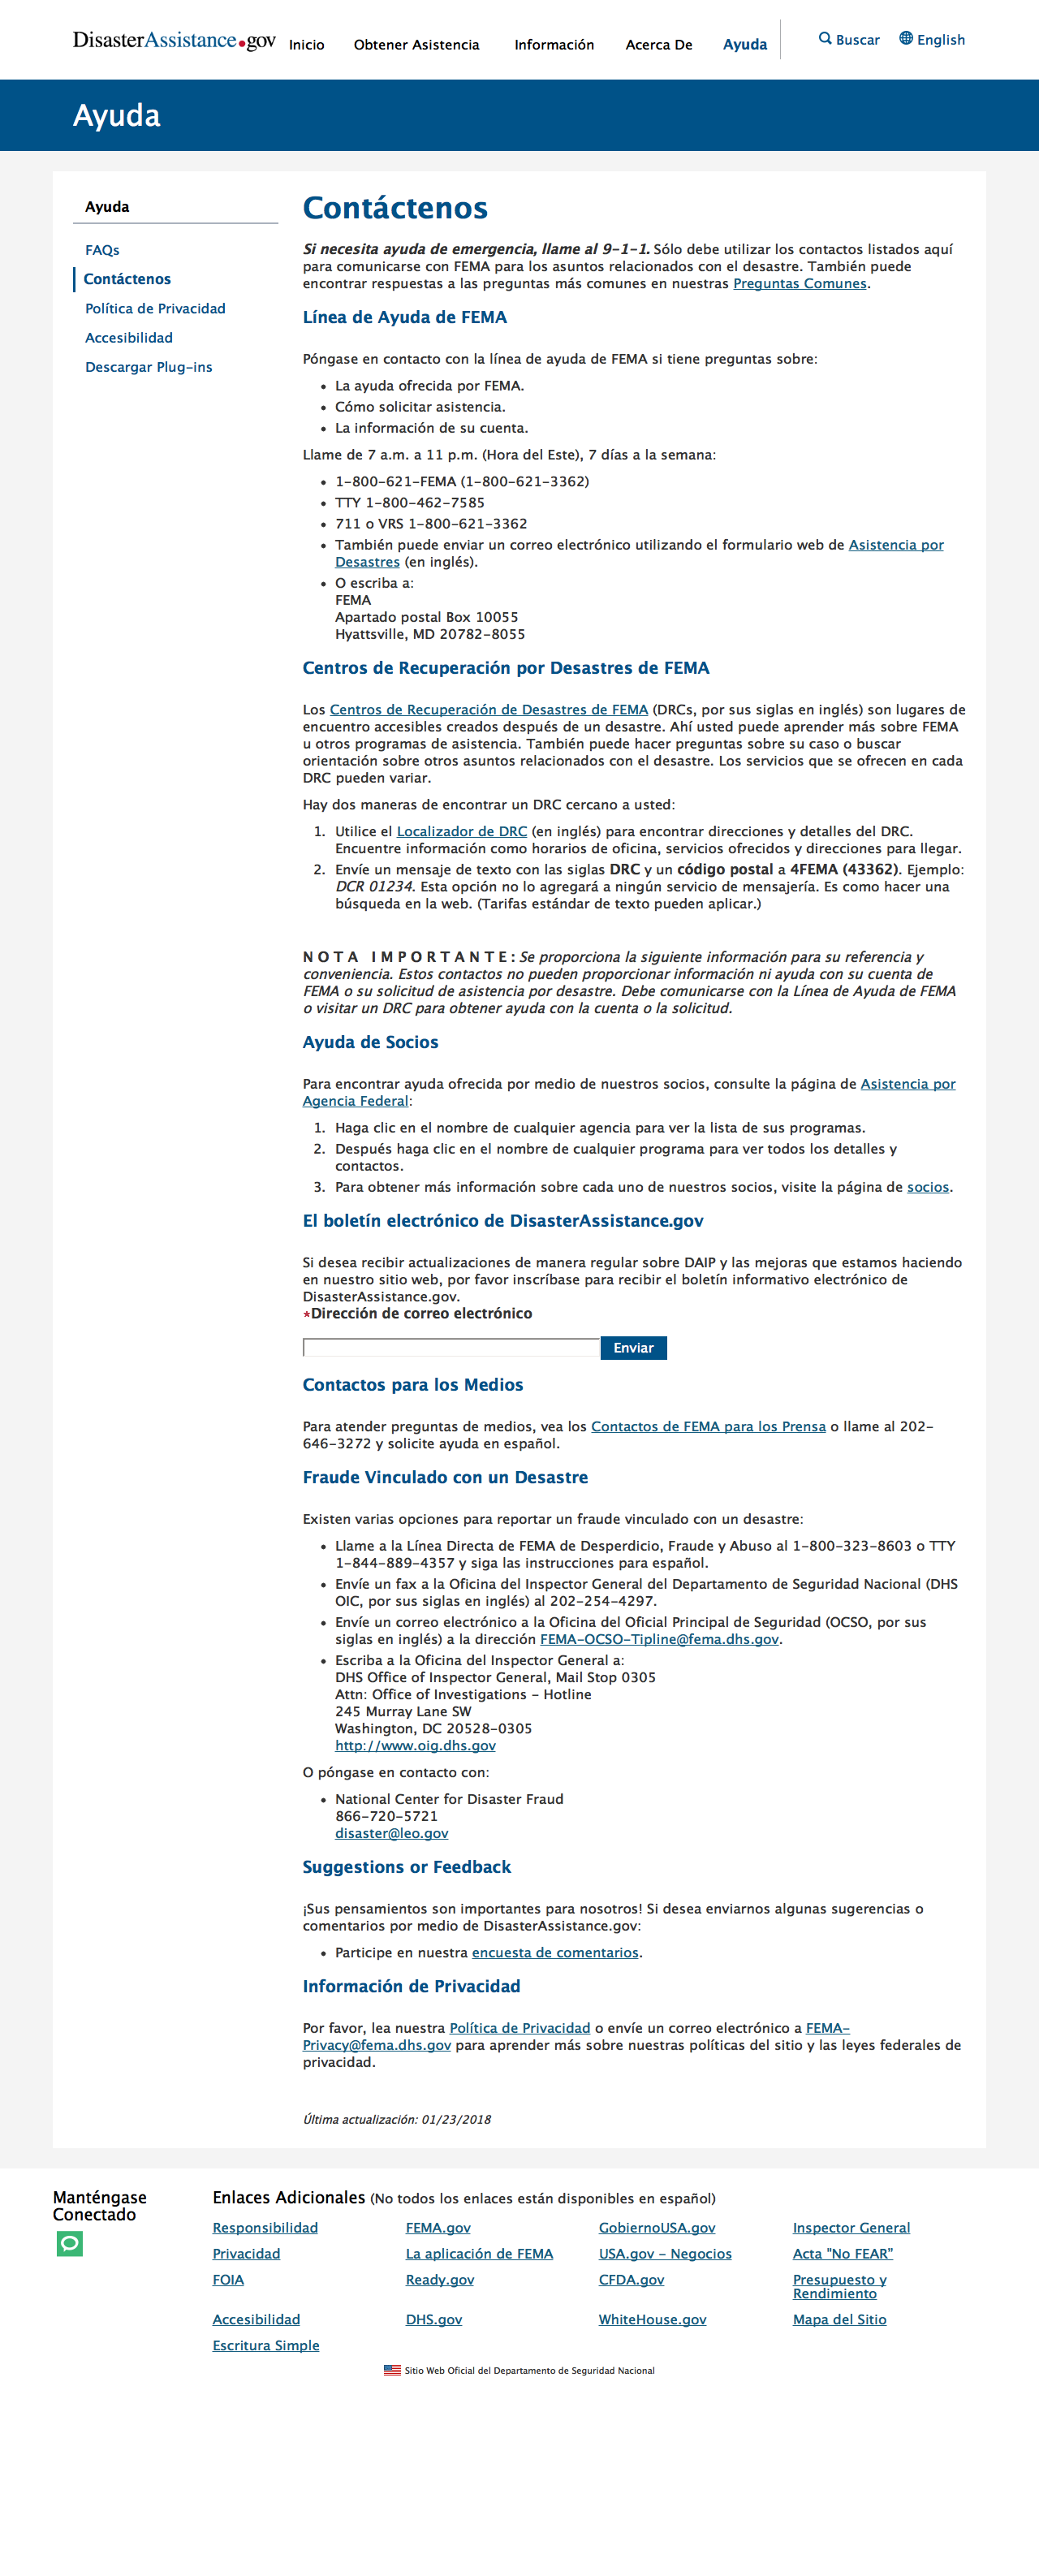 DisasterAssistance.gov
Inicio
Obtener Asistencia
Información
Acerca De
Ayuda
Buscar
English
Ayuda
Ayuda
FAQs
Contáctenos
Política de Privacidad
Accesibilidad
Descargar Plug-ins
Contáctenos
Si necesita ayuda de emergencia, llame al 9-1-1. Sólo debe utilizar los contactos listados aquí
para comunicarse con FEMA para los asuntos relacionados con el desastre. También puede
encontrar respuestas a las preguntas más comunes en nuestras Preguntas Comunes.
Línea de Ayuda de FEMA
Póngase en contacto con la línea de ayuda de FEMA si tiene preguntas sobre:
• La ayuda ofrecida por FEMA.
• Cómo solicitar asistencia.
• La información de su cuenta.
Llame de 7 a.m. a 11 p.m. (Hora del Este), 7 días a la semana:
• 1-800-621-FEMA (1-800-621-3362)
• TTY 1-800-462-7585
• 711 o VRS 1-800-621-3362
• También puede enviar un correo electrónico utilizando el formulario web de Asistencia por
Desastres (en inglés).
• O escriba a:
FEMA
Apartado postal Box 10055
Hyattsville, MD 20782-8055
Centros de Recuperación por Desastres de FEMA
Los Centros de Recuperación de Desastres de FEMA (DRCs, por sus siglas en inglés) son lugares de
encuentro accesibles creados después de un desastre. Ahí usted puede aprender más sobre FEMA
u otros programas de asistencia. También puede hacer preguntas sobre su caso o buscar
orientación sobre otros asuntos relacionados con el desastre. Los servicios que se ofrecen en cada
DRC pueden variar.
Hay dos maneras de encontrar un DRC cercano a usted:
1. Utilice el Localizador de DRC (en inglés) para encontrar direcciones y detalles del DRC.
Encuentre información como horarios de oficina, servicios ofrecidos y direcciones para llegar.
2. Envíe un mensaje de texto con las siglas DRC y un código postal a 4FEMA (43362). Ejemplo:
DCR 01234. Esta opción no lo agregará a ningún servicio de mensajería. Es como hacer una
búsqueda en la web. (Tarifas estándar de texto pueden aplicar.)
NOTA IMPORTANTE: Se proporciona la siguiente información para su referencia y
conveniencia. Estos contactos no pueden proporcionar información ni ayuda con su cuenta de
FEMA o su solicitud de asistencia por desastre. Debe comunicarse con la Línea de Ayuda de FEMA
o visitar un DRC para obtener ayuda con la cuenta o la solicitud.
Ayuda de Socios
Para encontrar ayuda ofrecida por medio de nuestros socios, consulte la página de Asistencia por
Agencia Federal:
1. Haga clic en el nombre de cualquier agencia para ver la lista de sus programas.
2. Después haga clic en el nombre de cualquier programa para ver todos los detalles y
contactos.
3. Para obtener más información sobre cada uno de nuestros socios, visite la página de socios.
El boletín electrónico de DisasterAssistance.gov
Si desea recibir actualizaciones de manera regular sobre DAIP y las mejoras que estamos haciendo
en nuestro sitio web, por favor inscríbase para recibir el boletín informativo electrónico de
DisasterAssistance.gov.
*Dirección de correo electrónico
Enviar
Contactos para los Medios
Para atender preguntas de medios, vea los Contactos de FEMA para los Prensa o llame al 202-
646-3272 y solicite ayuda en español.
Fraude Vinculado con un Desastre
Existen varias opciones para reportar un fraude vinculado con un desastre:
• Llame a la Línea Directa de FEMA de Desperdicio, Fraude y Abuso al 1-800-323-8603 o TTY
1-844-889-4357 y siga las instrucciones para español.
• Envíe un fax a la Oficina del Inspector General del Departamento de Seguridad Nacional (DHS
OIC, por sus siglas en inglés) al 202-254-4297.
• Envíe un correo electrónico a la Oficina del Oficial Principal de Seguridad (OCSO, por sus
siglas en inglés) a la dirección FEMA-OCSO-Tipline@fema.dhs.gov.
• Escriba a la Oficina del Inspector General a:
DHS Office of Inspector General, Mail Stop 0305
Attn: Office of Investigations - Hotline
245 Murray Lane SW
Washington, DC 20528-0305
http://www.oig.dhs.gov
O póngase en contacto con:
• National Center for Disaster Fraud
866-720-5721
disaster@leo.gov
Suggestions or Feedback
¡Sus pensamientos son importantes para nosotros! Si desea enviarnos algunas sugerencias o
comentarios por medio de DisasterAssistance.gov:
• Participe en nuestra encuesta de comentarios.
Información de Privacidad
Por favor, lea nuestra Política de Privacidad o envíe un correo electrónico a FEMA-
Privacy@fema.dhs.gov para aprender más sobre nuestras políticas del sitio y las leyes federales de
privacidad.
Última actualización: 01/23/2018
Manténgase
Conectado
Enlaces Adicionales (No todos los enlaces están disponibles en español)
Responsibilidad
FEMA.gov
GobiernoUSA.gov
Inspector General
Privacidad
La aplicación de FEMA
USA.gov - Negocios
Acta "No FEAR"
FOIA
Ready.gov
CFDA.gov
Presupuesto y
Rendimiento
Accesibilidad
DHS.gov
WhiteHouse.gov
Mapa del Sitio
Escritura Simple
Sitio Web Oficial del Departamento de Seguridad Nacional